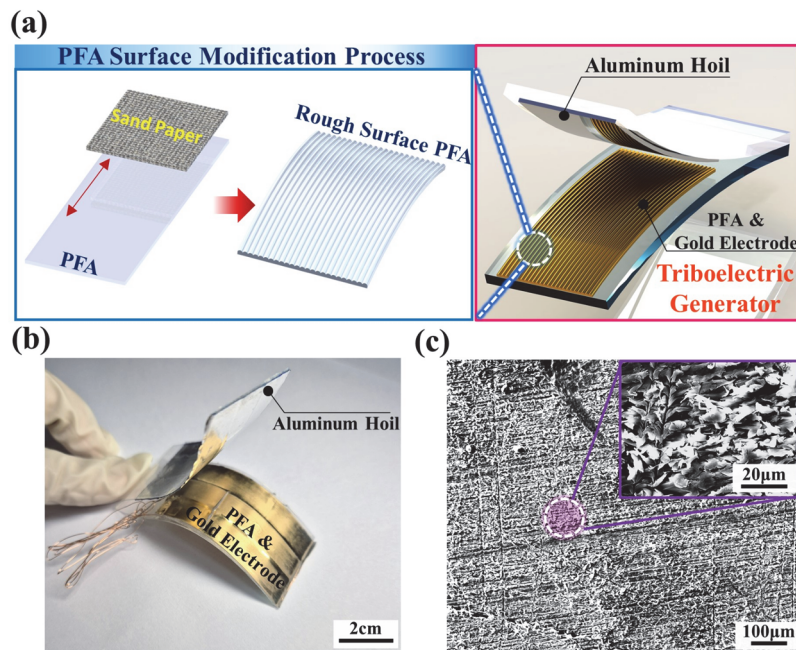 (a)
PFA Surface Modification Process
Sand Paper
PFA
Rough Surface PFA
Aluminum Hoil
PFA &
Gold Electrode
Triboelectric
Generator
(b)
Aluminum Hoil
PFA &
Gold Electrode
2cm
(c)
20μm
100μm